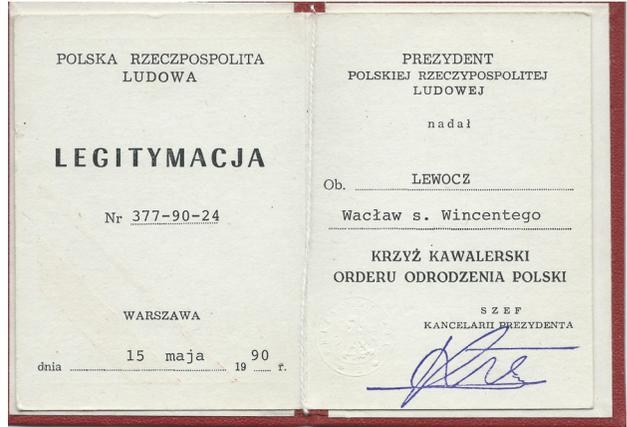 POLSKA RZECZPOSPOLITA
LUDOWA
LEGITYMACJA
Nr 377-90-24
WARSZAWA
dnia 15 maja 19 90 r.
PREZYDENT
POLSKIEJ RZECZYPOSPOLITEJ
LUDOWEJ
nadał
Ob. LEWOCZ
Wacław s. Wincentego
KRZYŻ KAWALERSKI
ORDERU ODRODZENIA POLSKI
SZEF
KANCELARII PREZYDENTA